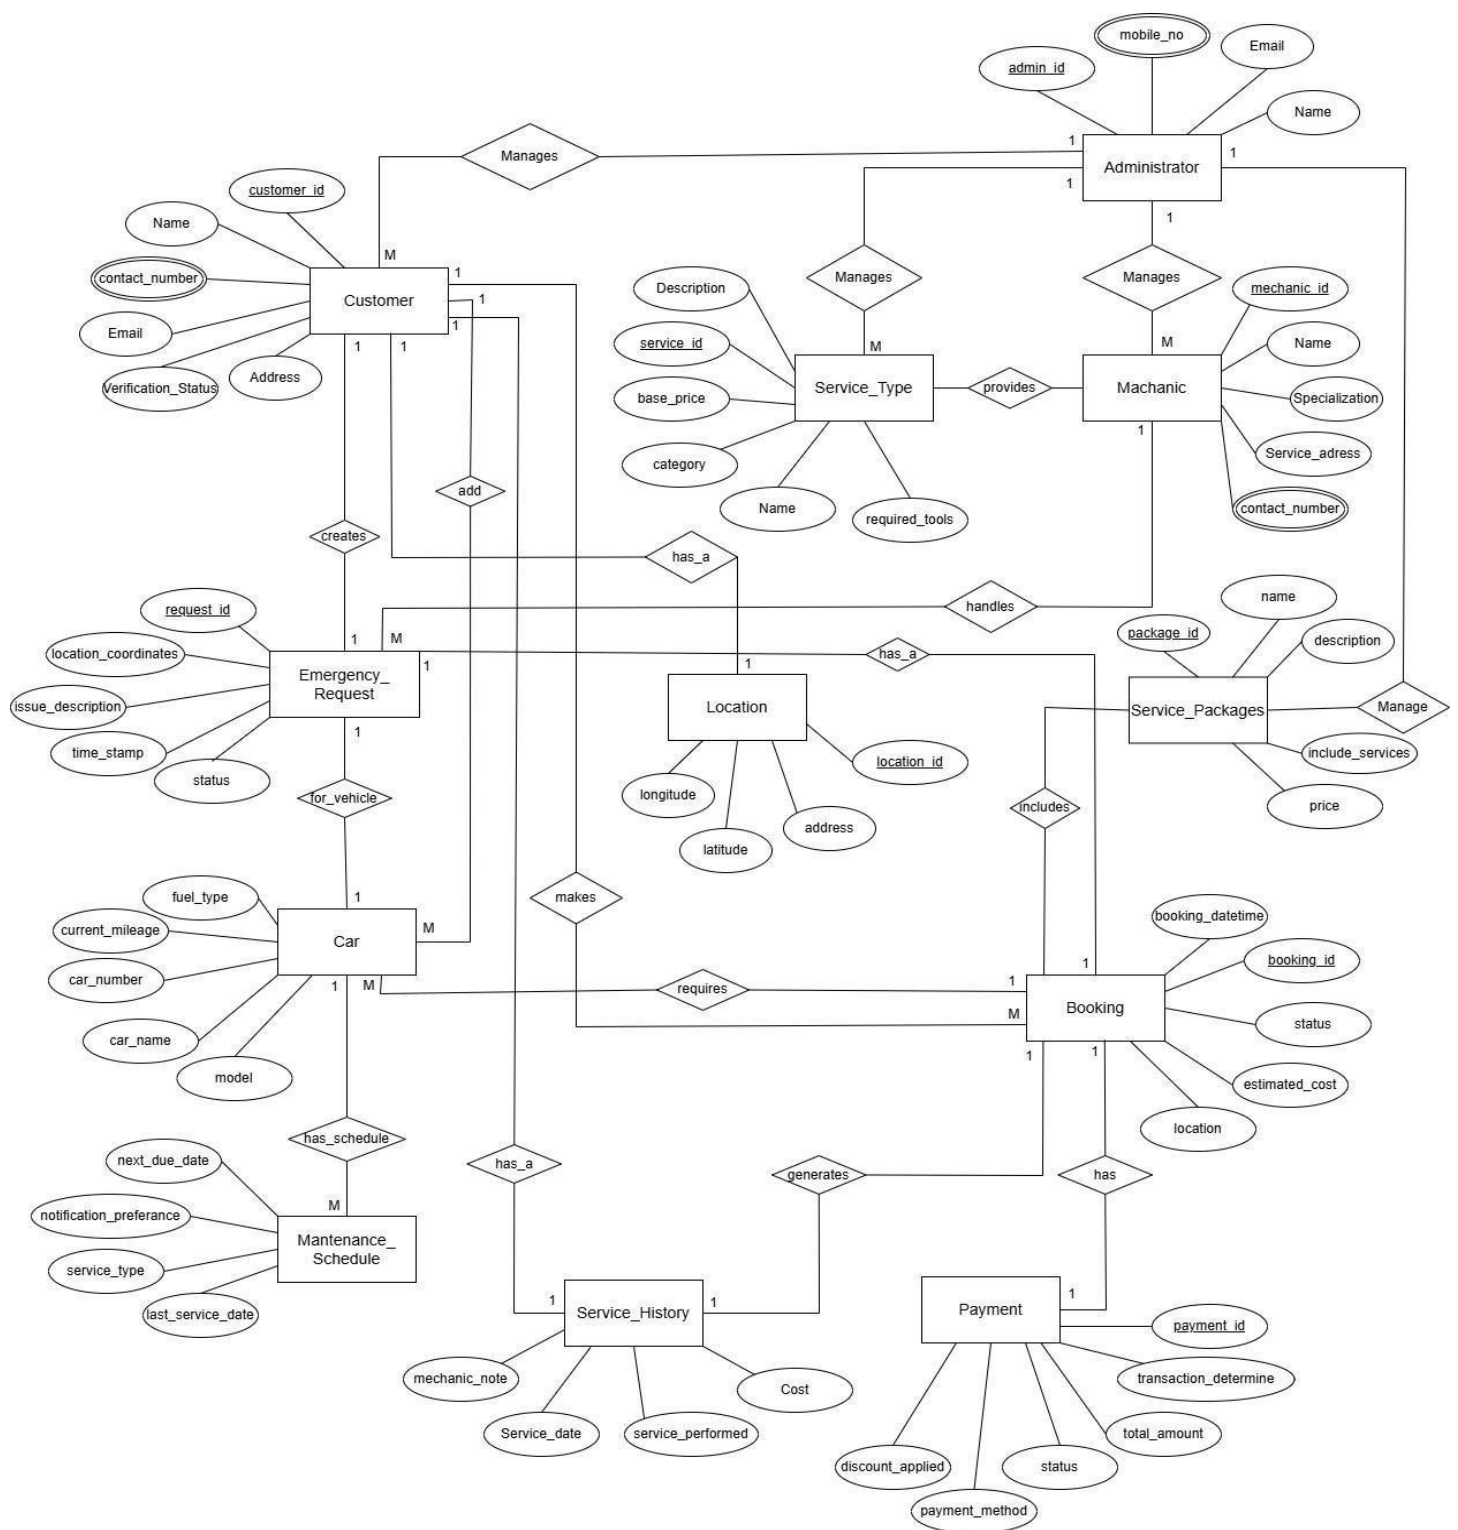 mobile_no
Email
admin_id
Name
1
Manages
1
Administrator
1
1
customer_id
1
Name
M
contact_number
1
Customer
1
1
Email
1
1
Verification_Status
Address
Manages
Manages
Description
mechanic_id
service_id
M
M
Name
base_price
Service_Type
provides
Machanic
Specialization
category
1
Service_adress
Name
required_tools
contact_number
add
creates
has_a
request_id
handles
name
package_id
1
M
location_coordinates
1
has_a
description
1
Emergency_
Request
issue_description
Location
Service_Packages
Manage
time_stamp
1
location_id
include_services
status
longitude
for_vehicle
includes
price
address
latitude
fuel_type
1
makes
booking_datetime
current_mileage
Car
M
car_number
1
booking_id
1
M
requires
1
M
Booking
status
car_name
1
1
model
estimated_cost
location
has_schedule
next_due_date
has_a
generates
has
M
notification_preferance
Mantenance_
Schedule
service_type
last_service_date
1
Service_History
1
1
Payment
payment_id
mechanic_note
Cost
transaction_determine
Service_date
service_performed
total_amount
discount_applied
status
payment_method